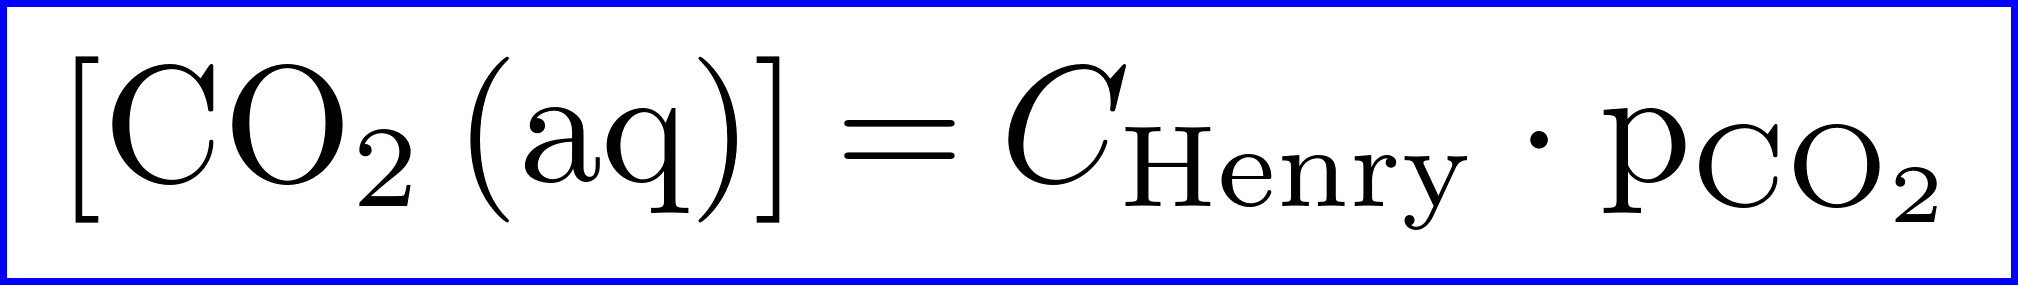 [CO₂ (aq)] = C_Henry · p_CO₂